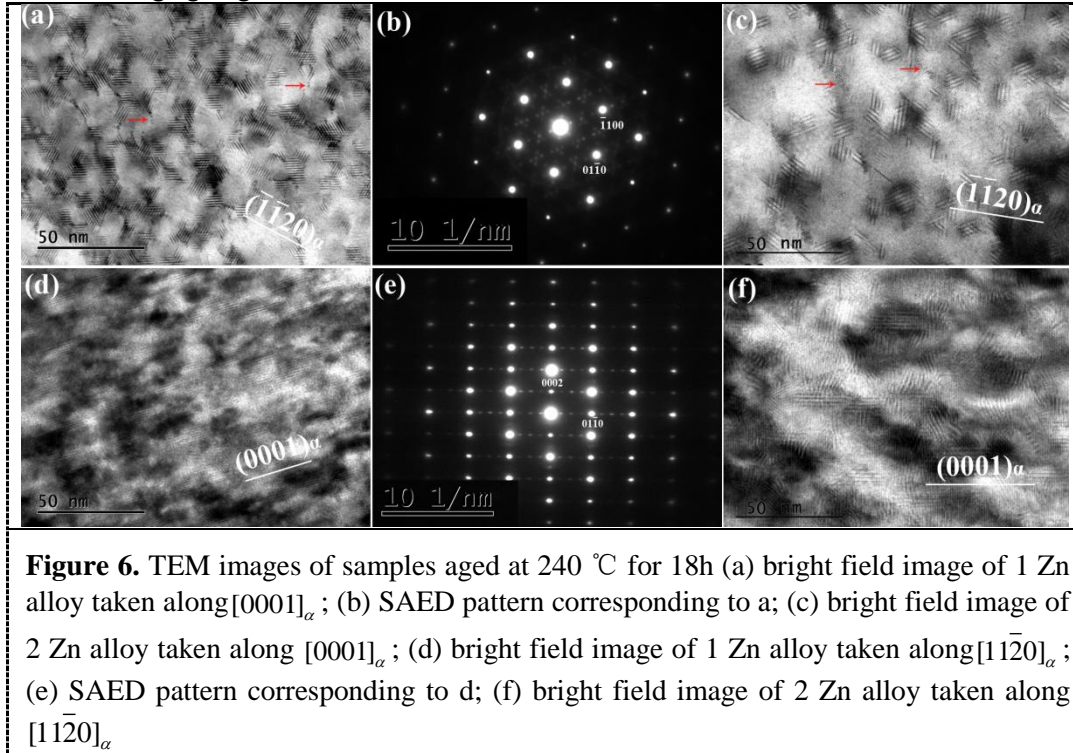 (a)
(b)
(c)
1̄100
011̄0
(1̄1̄20)α
50 nm
10 1/nm
(1̄1̄20)α
50 nm
(d)
(e)
(f)
0002
011̄0
(0001)α
50 nm
10 1/nm
(0001)α
50 nm
Figure 6. TEM images of samples aged at 240 ℃ for 18h (a) bright field image of 1 Zn
alloy taken along[0001]α; (b) SAED pattern corresponding to a; (c) bright field image of
2 Zn alloy taken along [0001]α; (d) bright field image of 1 Zn alloy taken along[112̄0]α;
(e) SAED pattern corresponding to d; (f) bright field image of 2 Zn alloy taken along
[112̄0]α